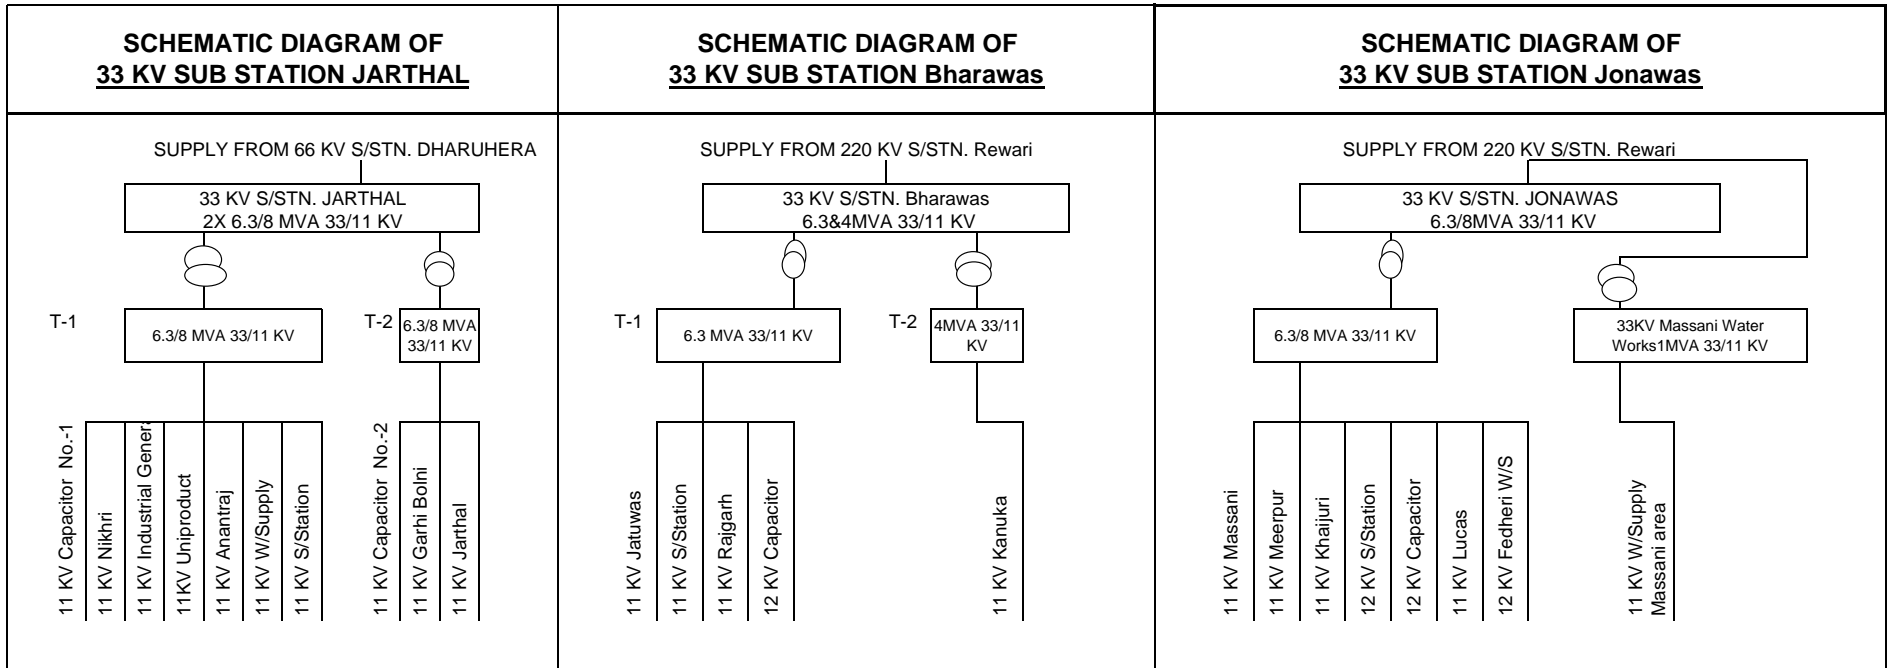 SCHEMATIC DIAGRAM OF
33 KV SUB STATION JARTHAL
SUPPLY FROM 66 KV S/STN. DHARUHERA
33 KV S/STN. JARTHAL
2X 6.3/8 MVA 33/11 KV
T-1
6.3/8 MVA 33/11 KV
T-2
6.3/8 MVA
33/11 KV
11 KV Capacitor No.-1
11 KV Nikhri
11 KV Industrial Genera
11KV Uniproduct
11 KV Anantraj
11 KV W/Supply
11 KV S/Station
11 KV Capacitor No.-2
11 KV Garhi Bolni
11 KV Jarthal
SCHEMATIC DIAGRAM OF
33 KV SUB STATION Bharawas
SUPPLY FROM 220 KV S/STN. Rewari
33 KV S/STN. Bharawas
6.3&4MVA 33/11 KV
T-1
6.3 MVA 33/11 KV
T-2
4MVA 33/11
KV
11 KV Jatuwas
11 KV S/Station
11 KV Rajgarh
12 KV Capacitor
11 KV Kanuka
SCHEMATIC DIAGRAM OF
33 KV SUB STATION Jonawas
SUPPLY FROM 220 KV S/STN. Rewari
33 KV S/STN. JONAWAS
6.3/8MVA 33/11 KV
6.3/8 MVA 33/11 KV
33KV Massani Water
Works1MVA 33/11 KV
11 KV Massani
11 KV Meerpur
11 KV Khaijuri
12 KV S/Station
12 KV Capacitor
11 KV Lucas
12 KV Fedheri W/S
11 KV W/Supply
Massani area